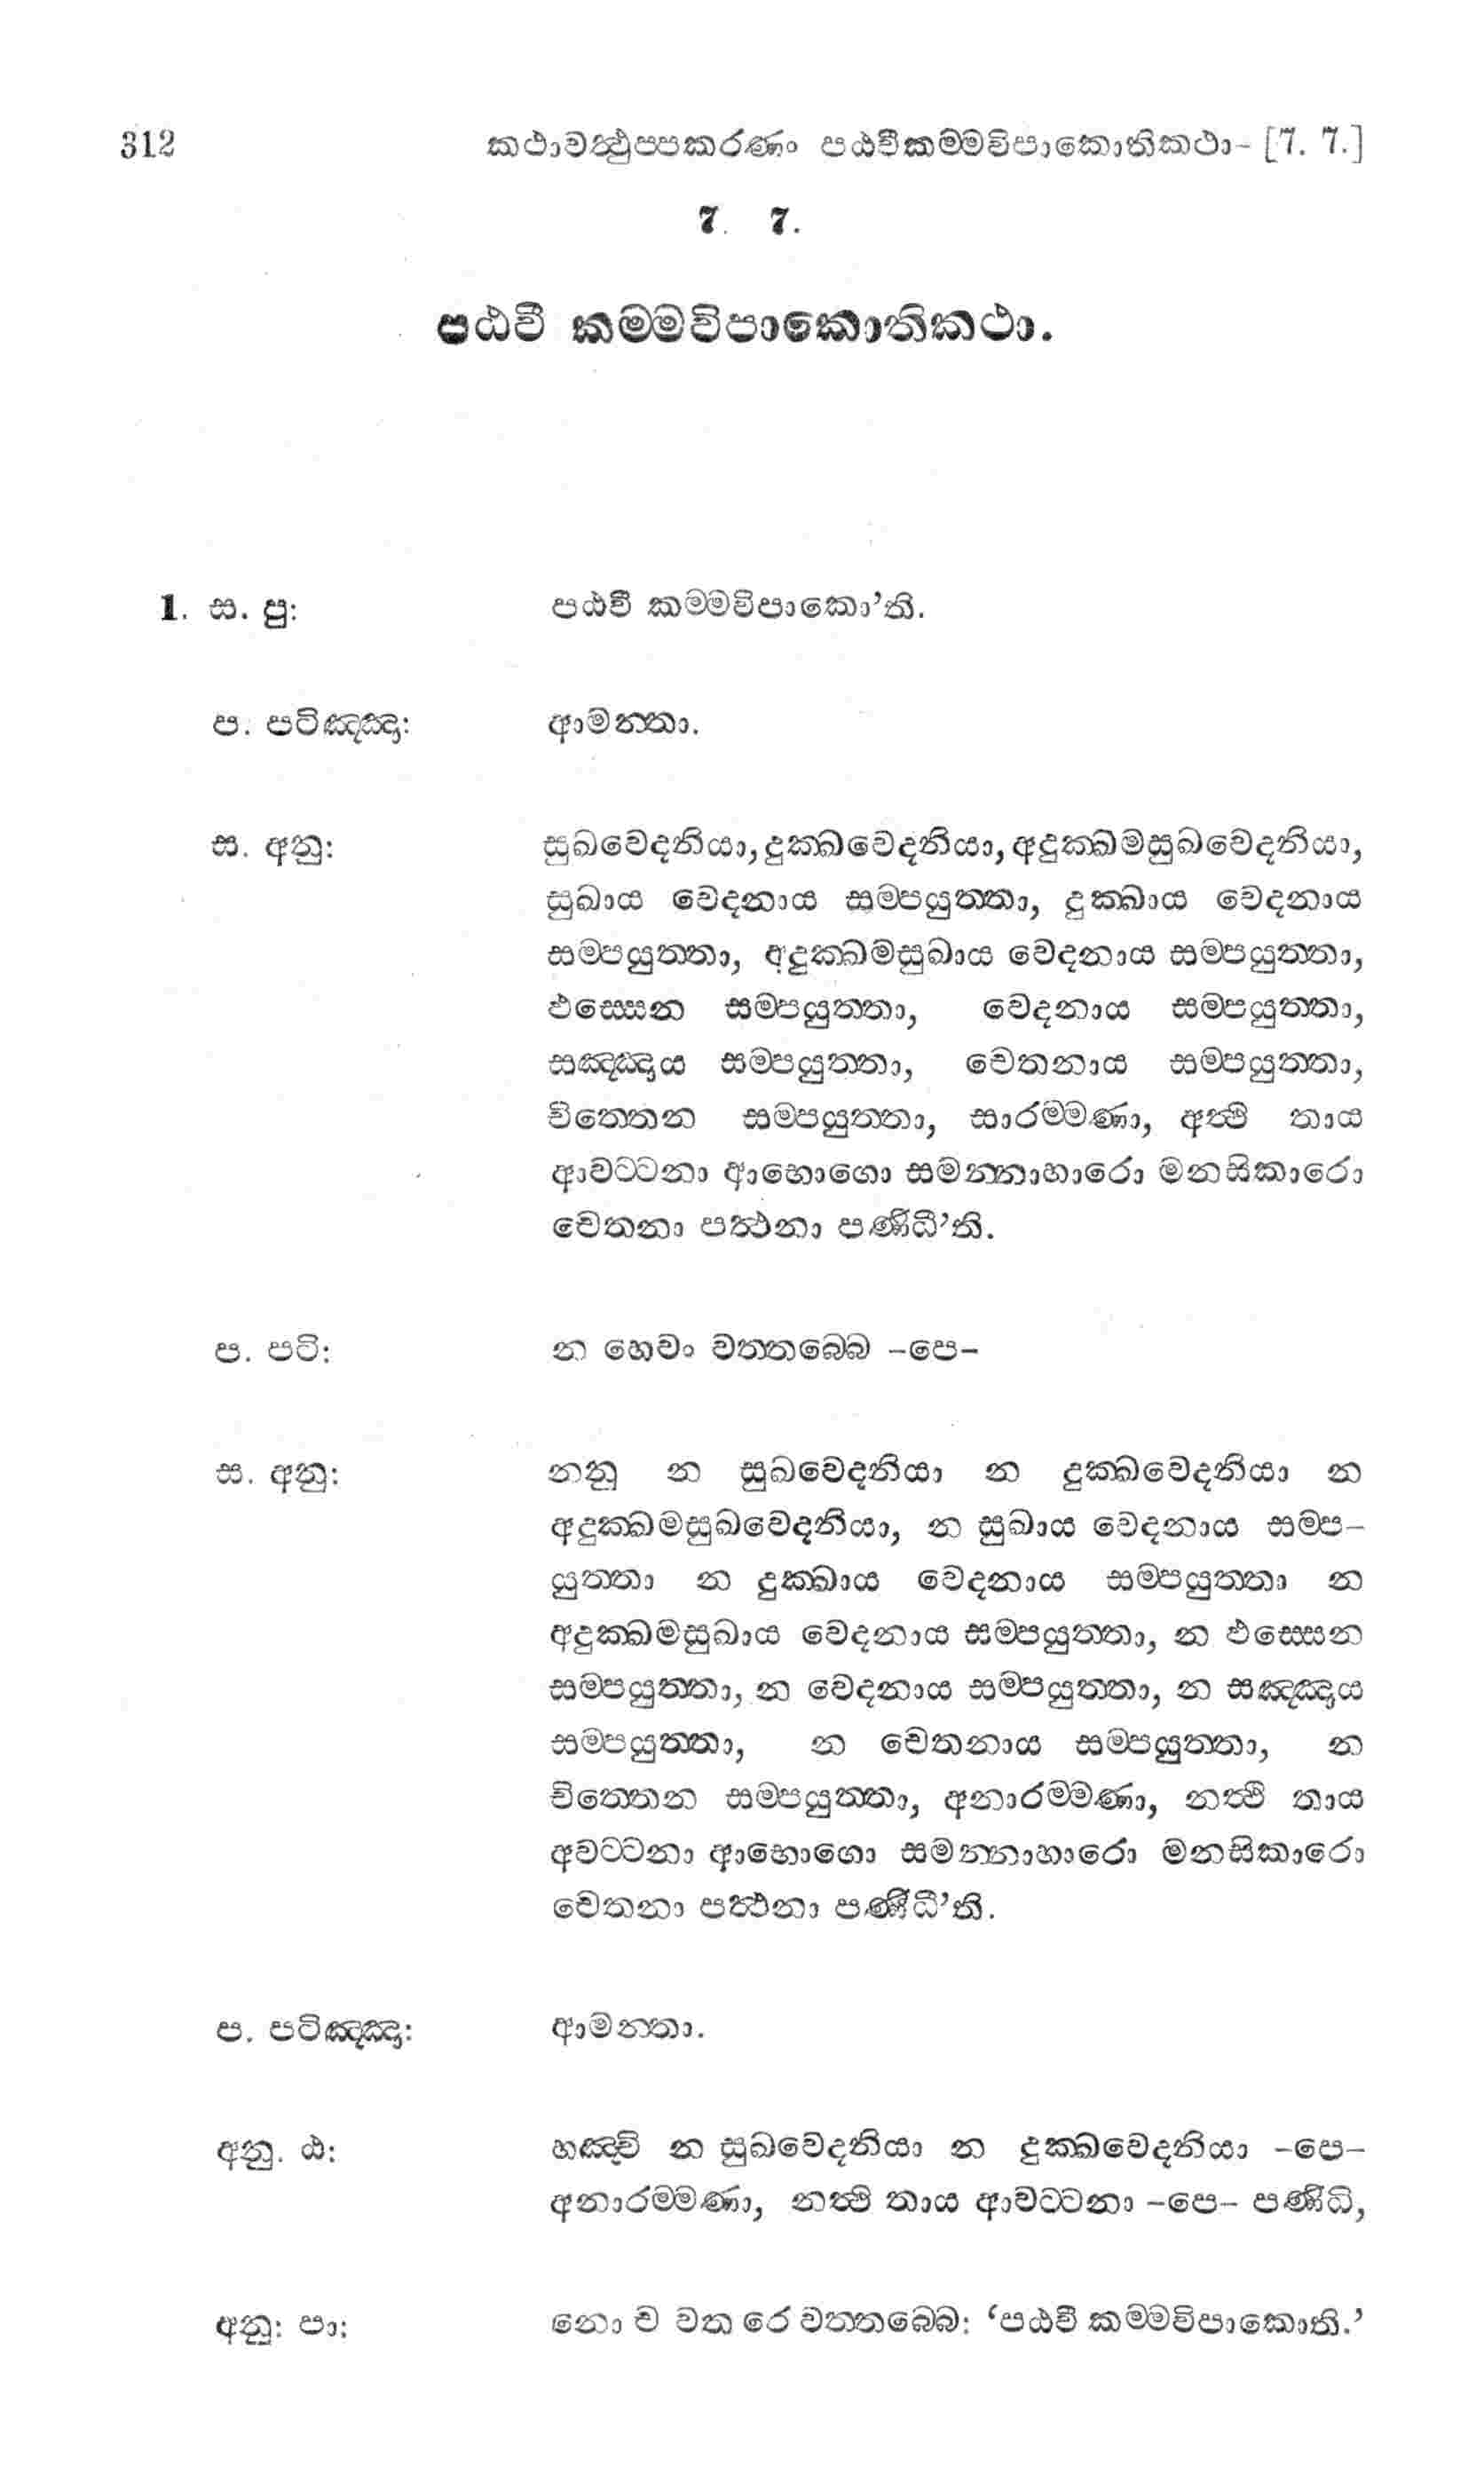 312 කථාවත්‍ථුප්පකරණං පඨවීකම්මවිපාකොතිකථා- [7. 7.]
7. 7.
පඨවී කම්මවිපාකොතිකථා.
1. ස. පු: පඨවී කම්මවිපාකො’ති.
ප. පටිඤ්ඤා: ආමන්තා.
ස. අනු: සුඛවෙදනියා, දුක්ඛවෙදනියා, අදුක්ඛමසුඛවෙදනියා,
සුඛාය වෙදනාය සම්පයුත්තා, දුක්ඛාය වෙදනාය
සම්පයුත්තා, අදුක්ඛමසුඛාය වෙදනාය සම්පයුත්තා,
ඵස්සෙන සම්පයුත්තා, වෙදනාය සම්පයුත්තා,
සඤ්ඤාය සම්පයුත්තා, චෙතනාය සම්පයුත්තා,
චිත්තෙන සම්පයුත්තා, සාරම්මණා, අත්‍ථි තාය
ආවට්ටනා ආභොගො සමන්නාහාරො මනසිකාරො
චෙතනා පත්‍ථනා පණිධී’ති.
ප. පටි: න හෙවං වත්තබ්බෙ -පෙ-
ස. අනු: නනු න සුඛවෙදනියා න දුක්ඛවෙදනියා න
අදුක්ඛමසුඛවෙදනියා, න සුඛාය වෙදනාය සම්ප-
යුත්තා න දුක්ඛාය වෙදනාය සම්පයුත්තා න
අදුක්ඛමසුඛාය වෙදනාය සම්පයුත්තා, න ඵස්සෙන
සම්පයුත්තා, න වෙදනාය සම්පයුත්තා, න සඤ්ඤාය
සම්පයුත්තා, න චෙතනාය සම්පයුත්තා, න
චිත්තෙන සම්පයුත්තා, අනාරම්මණා, නත්‍ථි තාය
අවට්ටනා ආභොගො සමන්නාහාරො මනසිකාරො
චෙතනා පත්‍ථනා පණිධී’ති.
ප. පටිඤ්ඤා: ආමන්තා.
අනු. ඨ: හඤ්චි න සුඛවෙදනියා න දුක්ඛවෙදනියා -පෙ-
අනාරම්මණා, නත්‍ථි තාය ආවට්ටනා -පෙ- පණිධි,
අනු: පා: නො ච වත රෙ වත්තබ්බෙ: ‘පඨවී කම්මවිපාකොති.’